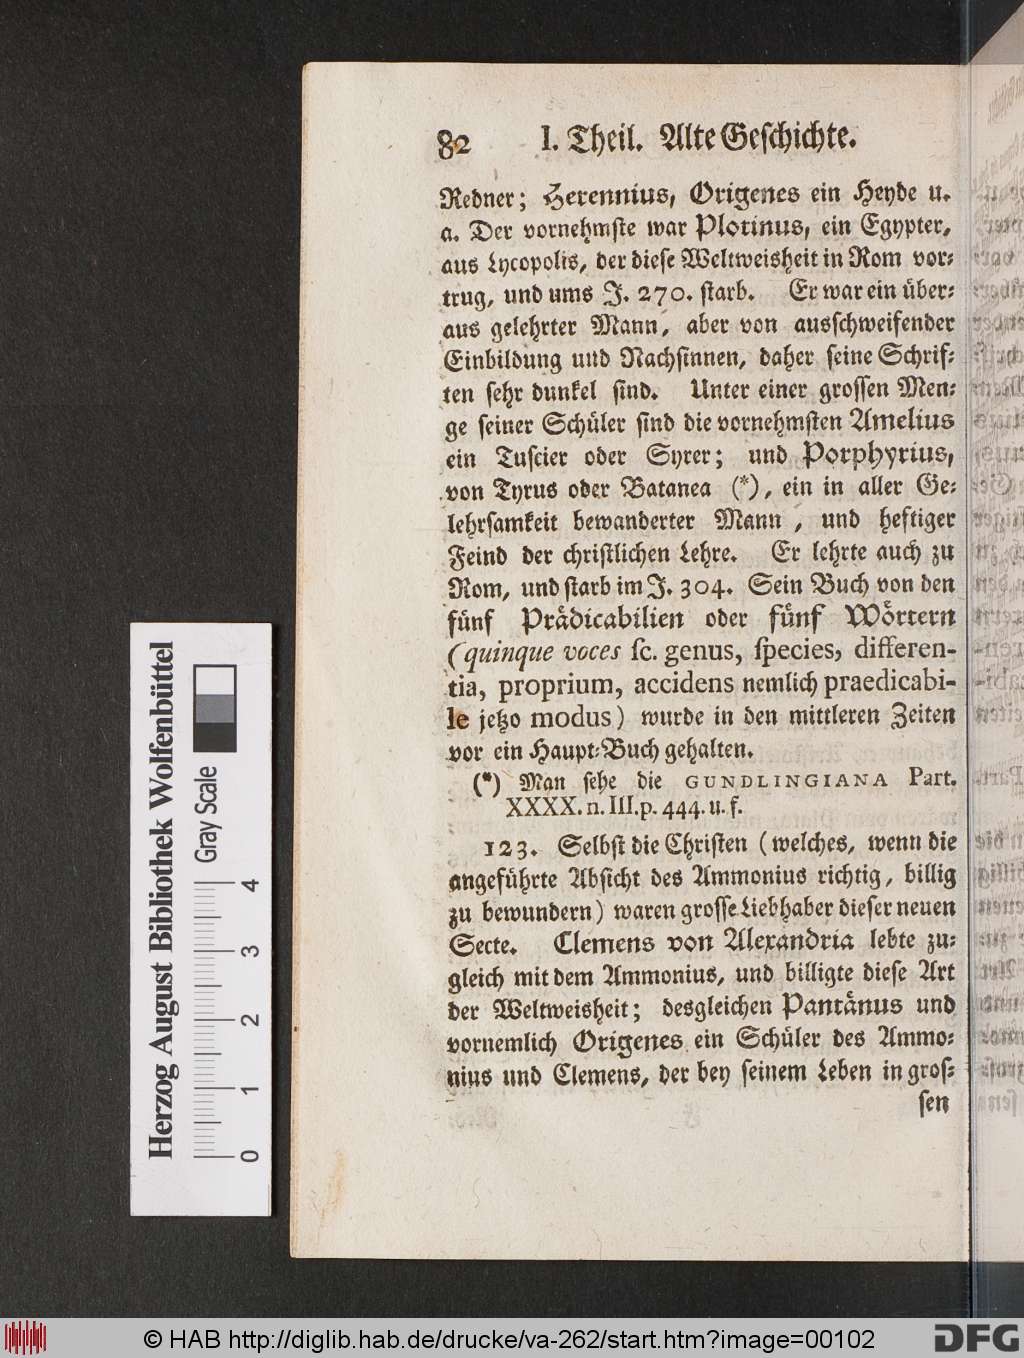 82 I. Theil. Alte Geſchichte.
Redner; Herennius, Origenes ein Heyde u.
a. Der vornehmſte war Plotinus, ein Egypter,
aus Lycopolis, der dieſe Weltweisheit in Rom vor⸗
trug, und ums J. 270. ſtarb. Er war ein über⸗
aus gelehrter Mann, aber von ausſchweifender
Einbildung und Nachſinnen, daher ſeine Schrif⸗
ten ſehr dunkel ſind. Unter einer groſſen Men⸗
ge ſeiner Schüler ſind die vornehmſten Amelius
ein Tuſcier oder Syrer; und Porphyrius,
von Tyrus oder Batanea (*), ein in aller Ge⸗
lehrſamkeit bewanderter Mann, und heftiger
Feind der chriſtlichen Lehre. Er lehrte auch zu
Rom, und ſtarb im J. 304. Sein Buch von den
fünf Prädicabilien oder fünf Wörtern
(quinque voces ſc. genus, ſpecies, differen-
tia, proprium, accidens nemlich praedicabi-
le jetzo modus) wurde in den mittleren Zeiten
vor ein Haupt⸗Buch gehalten.
(*) Man ſehe die GUNDLINGIANA Part.
XXXX. n. III. p. 444. u. f.
123. Selbſt die Chriſten (welches, wenn die
angeführte Abſicht des Ammonius richtig, billig
zu bewundern) waren groſſe Liebhaber dieſer neuen
Secte. Clemens von Alexandria lebte zu⸗
gleich mit dem Ammonius, und billigte dieſe Art
der Weltweisheit; desgleichen Pantänus und
vornemlich Origenes ein Schüler des Ammo⸗
nius und Clemens, der bey ſeinem Leben in groſ⸗
ſen
Herzog August Bibliothek Wolfenbüttel
Gray Scale
0 1 2 3 4
© HAB http://diglib.hab.de/drucke/va-262/start.htm?image=00102
DFG